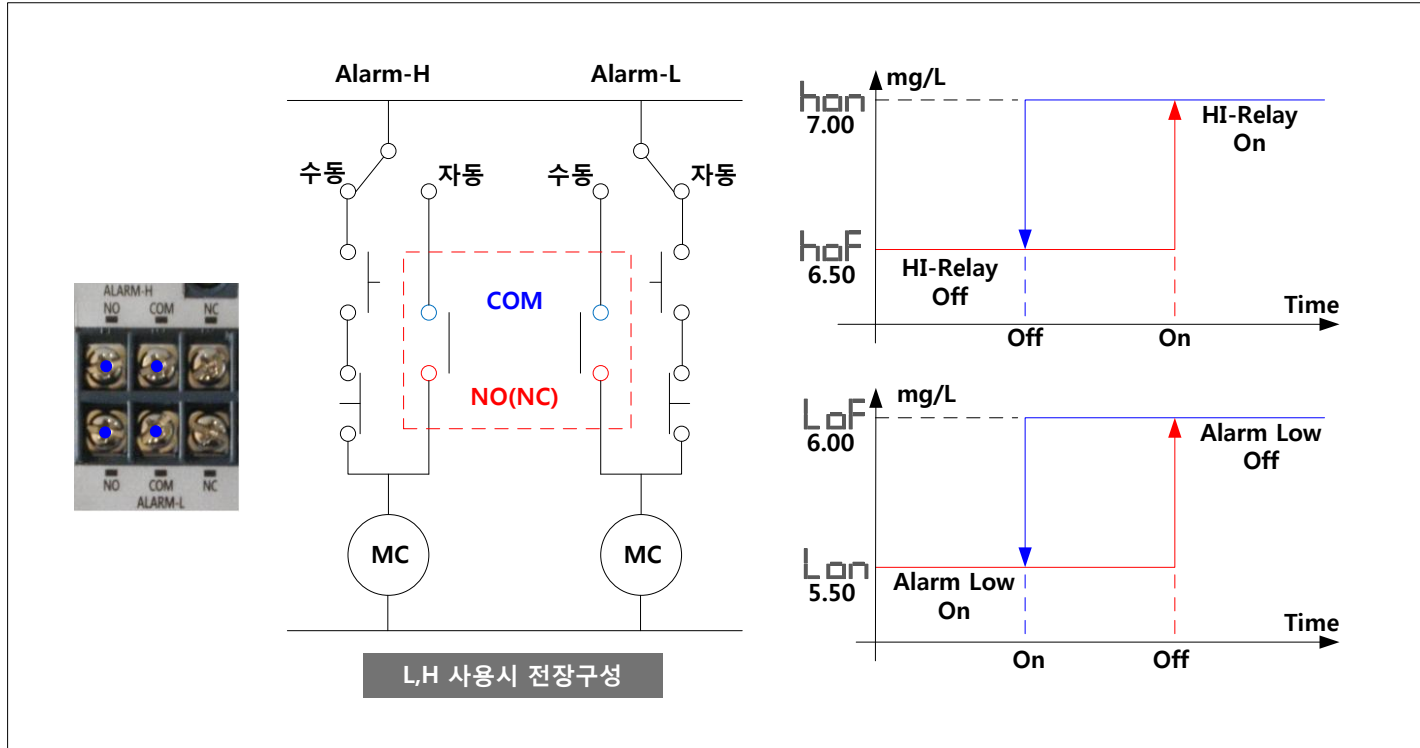 ALARM-H
NO COM NC
NO COM NC
ALARM-L
Alarm-H
Alarm-L
수동
자동
수동
자동
COM
NO(NC)
MC
MC
L,H 사용시 전장구성
mg/L
hon
7.00
HI-Relay
On
hoF
6.50
HI-Relay
Off
Time
Off
On
mg/L
LoF
6.00
Alarm Low
Off
Lon
5.50
Alarm Low
On
Time
On
Off